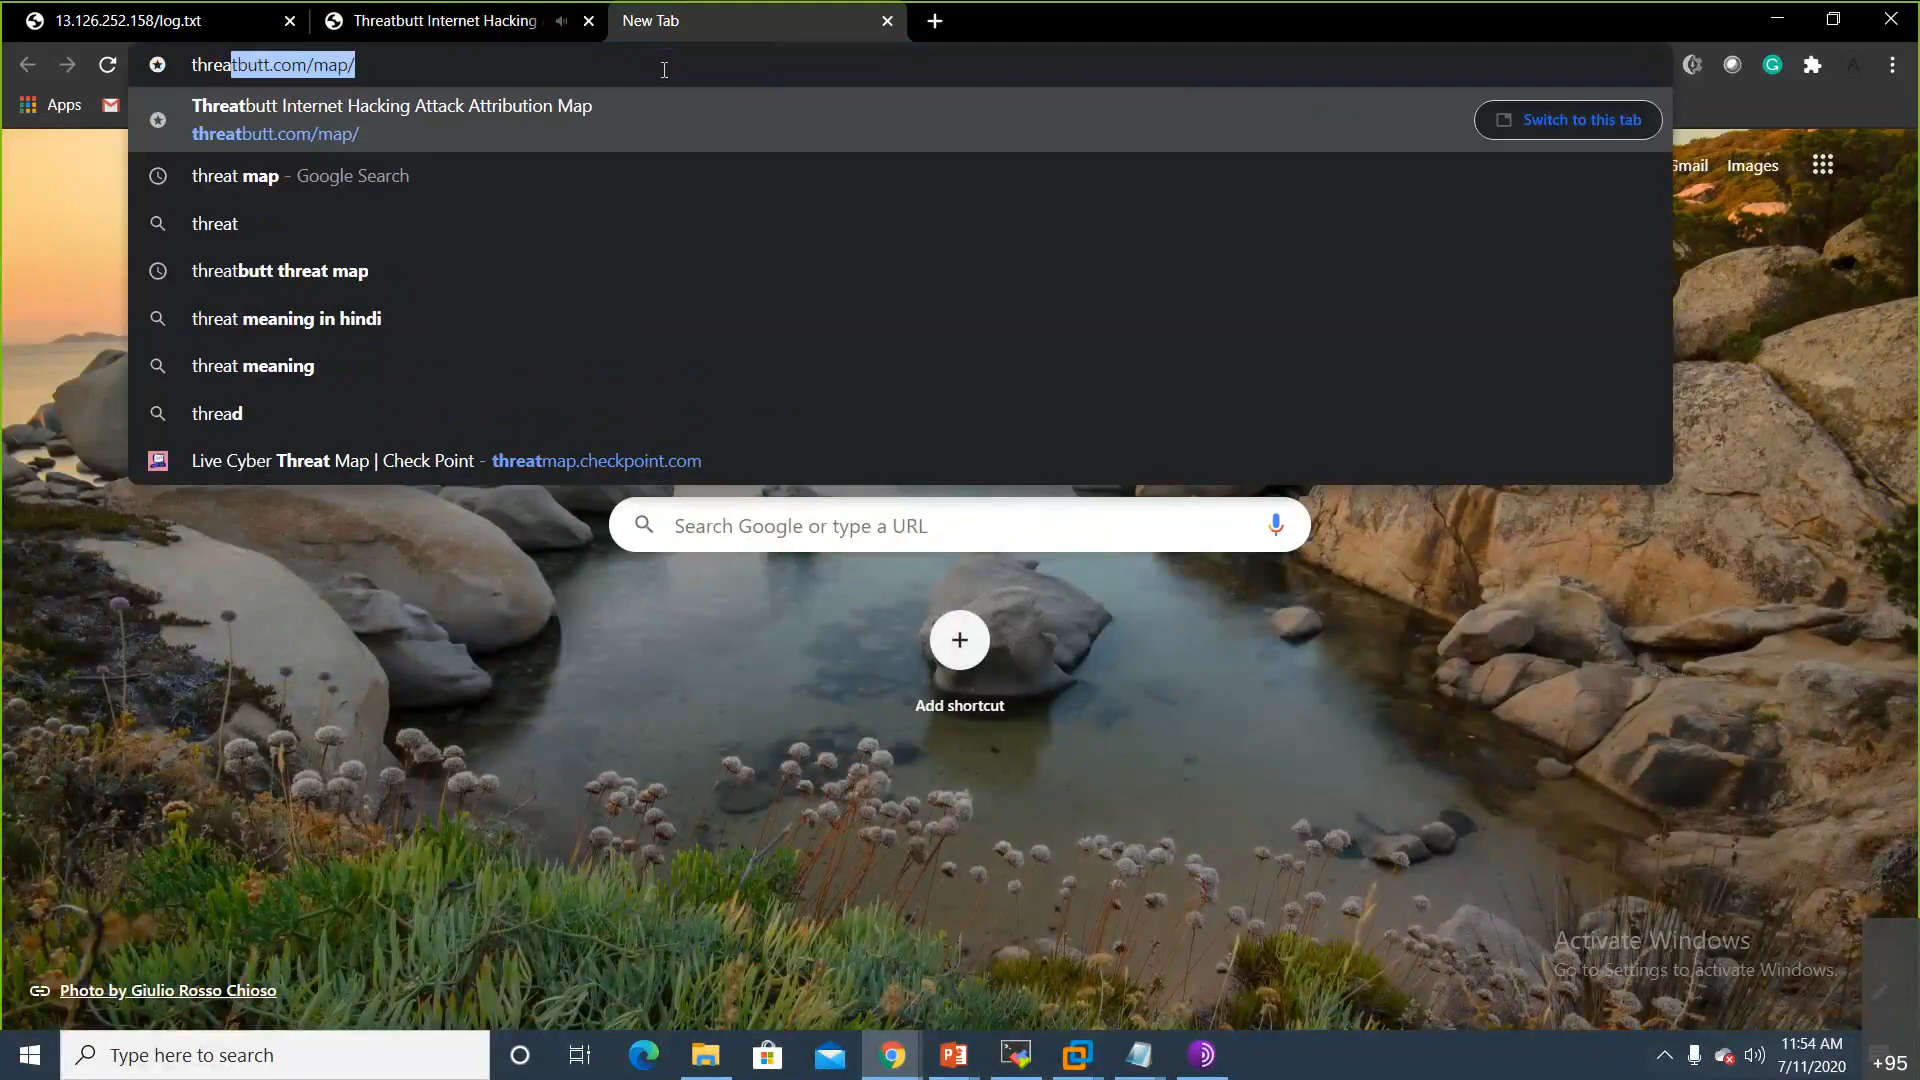 13.126.252.158/log.txt
Threatbutt Internet Hacking
New Tab
threatbutt.com/map/
Apps
Threatbutt Internet Hacking Attack Attribution Map
threatbutt.com/map/
Switch to this tab
threat map - Google Search
threat
threatbutt threat map
threat meaning in hindi
threat meaning
thread
Live Cyber Threat Map | Check Point - threatmap.checkpoint.com
Gmail
Images
Search Google or type a URL
Add shortcut
Activate Windows
Go to Settings to activate Windows.
Photo by Giulio Rosso Chioso
Type here to search
11:54 AM
7/11/2020
+95